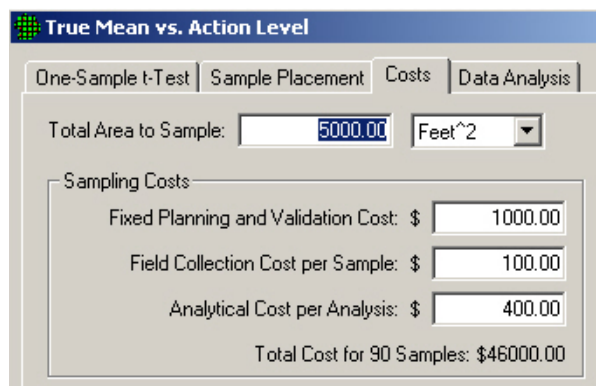 True Mean vs. Action Level
One-Sample t-Test Sample Placement Costs Data Analysis
Total Area to Sample: 5000.00 Feet^2
Sampling Costs
Fixed Planning and Validation Cost: $ 1000.00
Field Collection Cost per Sample: $ 100.00
Analytical Cost per Analysis: $ 400.00
Total Cost for 90 Samples: $46000.00